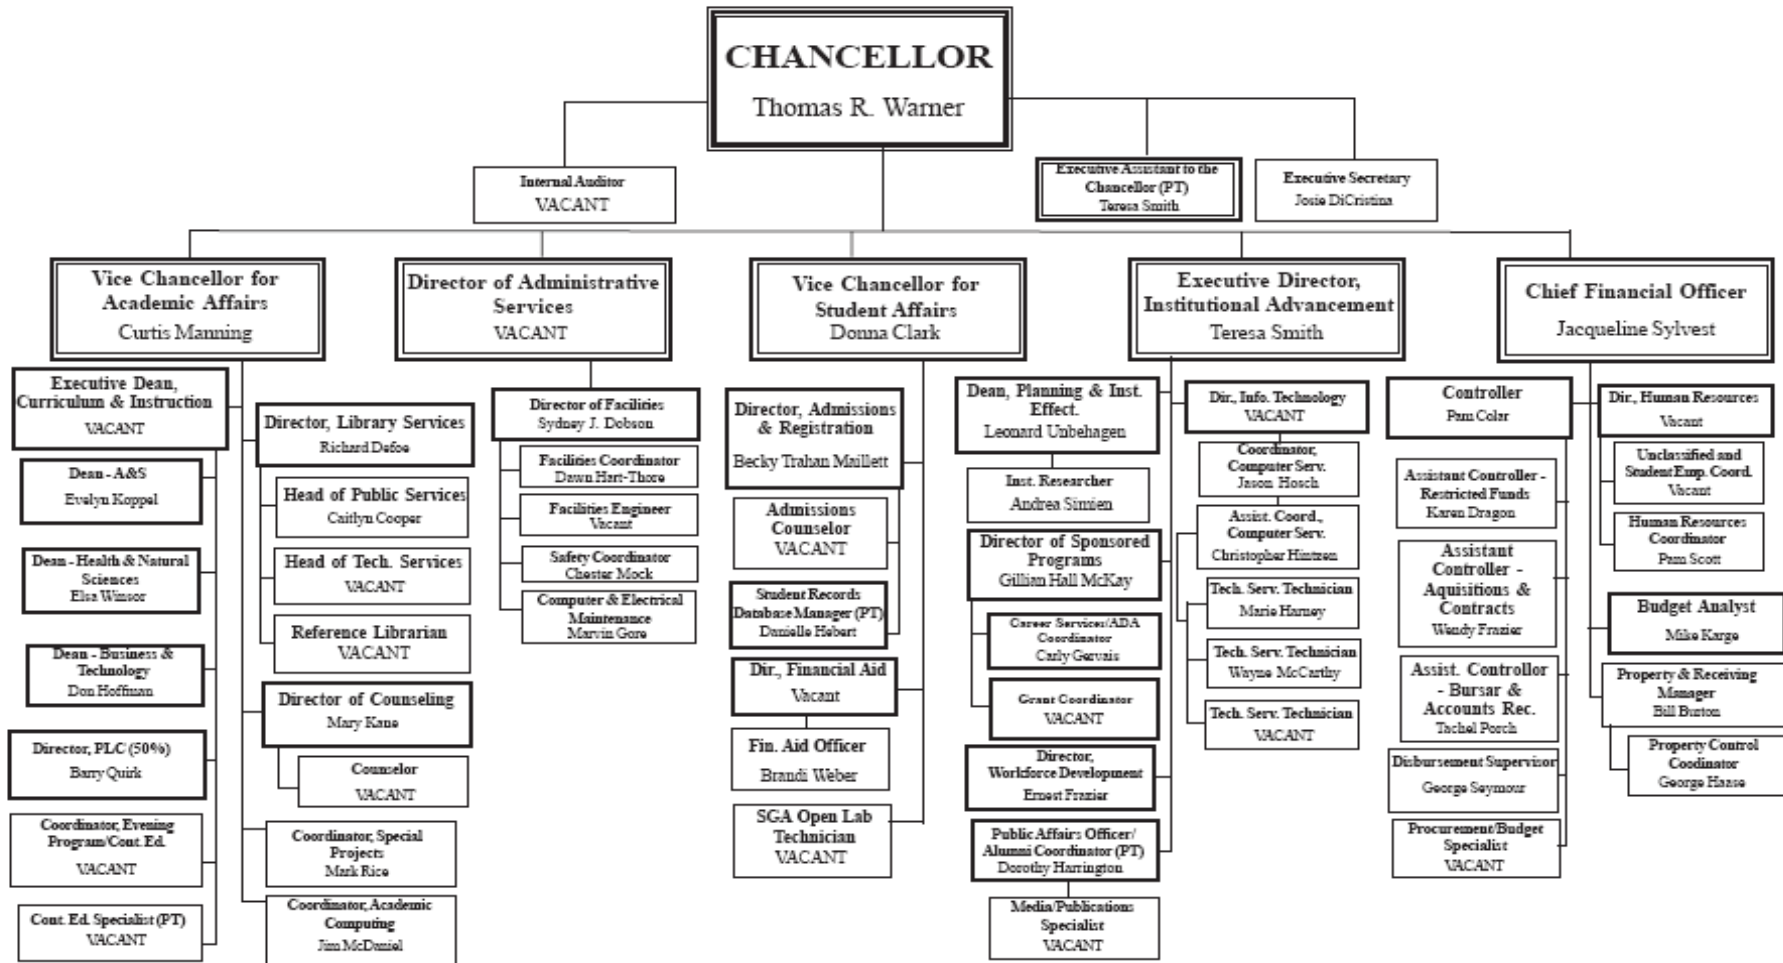 CHANCELLOR
Thomas R. Warner
Internal Auditor
VACANT
Executive Assistant to the
Chancellor (PT)
Teresa Smith
Executive Secretary
Josie DiCristina
Vice Chancellor for
Academic Affairs
Curtis Manning
Director of Administrative
Services
VACANT
Vice Chancellor for
Student Affairs
Donna Clark
Executive Director,
Institutional Advancement
Teresa Smith
Chief Financial Officer
Jacqueline Sylvest
Executive Dean,
Curriculum & Instruction
VACANT
Dean - A&S
Evelyn Koppel
Dean - Health & Natural
Sciences
Elsa Winsor
Dean - Business &
Technology
Don Hoffman
Director, PLC (50%)
Barry Quirk
Coordinator, Evening
Program/Cont. Ed.
VACANT
Cont. Ed. Specialist (PT)
VACANT
Director, Library Services
Richard Defoe
Head of Public Services
Caitlyn Cooper
Head of Tech. Services
VACANT
Reference Librarian
VACANT
Director of Counseling
Mary Kane
Counselor
VACANT
Coordinator, Special
Projects
Mark Rice
Coordinator, Academic
Computing
Jim McDaniel
Director of Facilities
Sydney J. Dobson
Facilities Coordinator
Dawn Hart-Thore
Facilities Engineer
Vacant
Safety Coordinator
Chester Mock
Computer & Electrical
Maintenance
Marvin Gore
Director, Admissions
& Registration
Becky Trahan Maillett
Admissions
Counselor
VACANT
Student Records
Database Manager (PT)
Danielle Hebert
Dir., Financial Aid
Vacant
Fin. Aid Officer
Brandi Weber
SGA Open Lab
Technician
VACANT
Dean, Planning & Inst.
Effect.
Leonard Unbehagen
Inst. Researcher
Andrea Simien
Director of Sponsored
Programs
Gillian Hall McKay
Career Services/ADA
Coordinator
Carly Gervais
Grant Coordinator
VACANT
Director,
Workforce Development
Ernest Frazier
Public Affairs Officer/
Alumni Coordinator (PT)
Dorothy Harrington
Media/Publications
Specialist
VACANT
Dir., Info. Technology
VACANT
Coordinator,
Computer Serv.
Jason Hosch
Assist. Coord.,
Computer Serv.
Christopher Hintzen
Tech. Serv. Technician
Marie Harney
Tech. Serv. Technician
Wayne McCarthy
Tech. Serv. Technician
VACANT
Controller
Pam Colar
Assistant Controller -
Restricted Funds
Karen Dragon
Assistant
Controller -
Aquisitions &
Contracts
Wendy Frazier
Assist. Controllor
- Bursar &
Accounts Rec.
Tachel Porch
Disbursement Supervisor
George Seymour
Procurement/Budget
Specialist
VACANT
Dir., Human Resources
Vacant
Unclassified and
Student Emp. Coord.
Vacant
Human Resources
Coordinator
Pam Scott
Budget Analyst
Mike Karge
Property & Receiving
Manager
Bill Burton
Property Control
Coodinator
George Haase